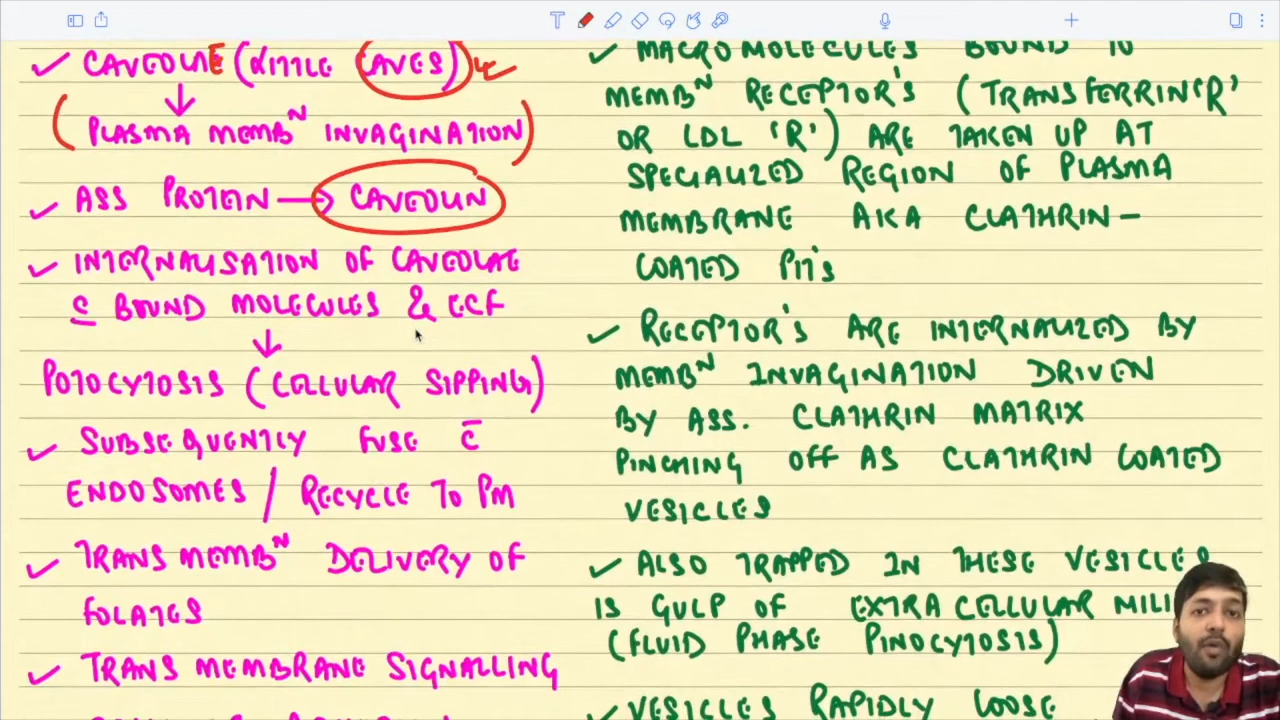 CAVEOLAE (LITTLE CAVES)
(PLASMA MEMBᴺ INVAGINATION)
ASS PROTEIN → CAVEOLIN
INTERNALISATION OF CAVEOLAE
c̄ BOUND MOLECULES & ECF
POTOCYTOSIS (CELLULAR SIPPING)
SUBSEQUENTLY FUSE c̄
ENDOSOMES / RECYCLE TO PM
TRANS MEMBᴺ DELIVERY OF
FOLATES
TRANS MEMBRANE SIGNALLING
MACROMOLECULES BOUND TO
MEMBᴺ RECEPTOR'S (TRANSFERRIN 'R'
OR LDL 'R') ARE TAKEN UP AT
SPECIALIZED REGION OF PLASMA
MEMBRANE AKA CLATHRIN-
COATED PIT'S
RECEPTOR'S ARE INTERNALIZED BY
MEMBᴺ INVAGINATION DRIVEN
BY ASS. CLATHRIN MATRIX
PINCHING OFF AS CLATHRIN COATED
VESICLES
ALSO TRAPPED IN THESE VESICLES
IS GULP OF EXTRACELLULAR
(FLUID PHASE PINOCYTOSIS)
VESICLES RAPIDLY LOOSE